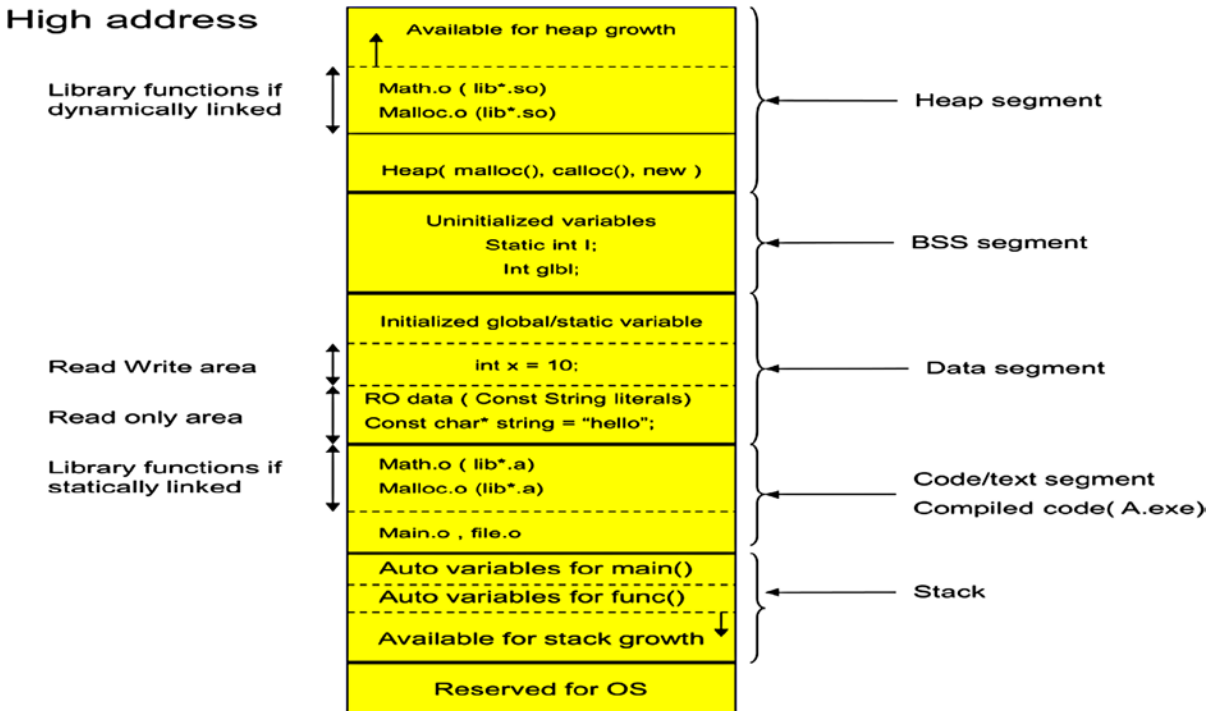 High address
Available for heap growth
Library functions if
dynamically linked
Math.o ( lib*.so)
Malloc.o (lib*.so)
Heap segment
Heap( malloc(), calloc(), new )
Uninitialized variables
Static int I;
Int glbl;
BSS segment
Initialized global/static variable
Read Write area
int x = 10;
Data segment
Read only area
RO data ( Const String literals)
Const char* string = “hello”;
Library functions if
statically linked
Math.o ( lib*.a)
Malloc.o (lib*.a)
Code/text segment
Compiled code( A.exe)
Main.o , file.o
Auto variables for main()
Auto variables for func()
Stack
Available for stack growth
Reserved for OS